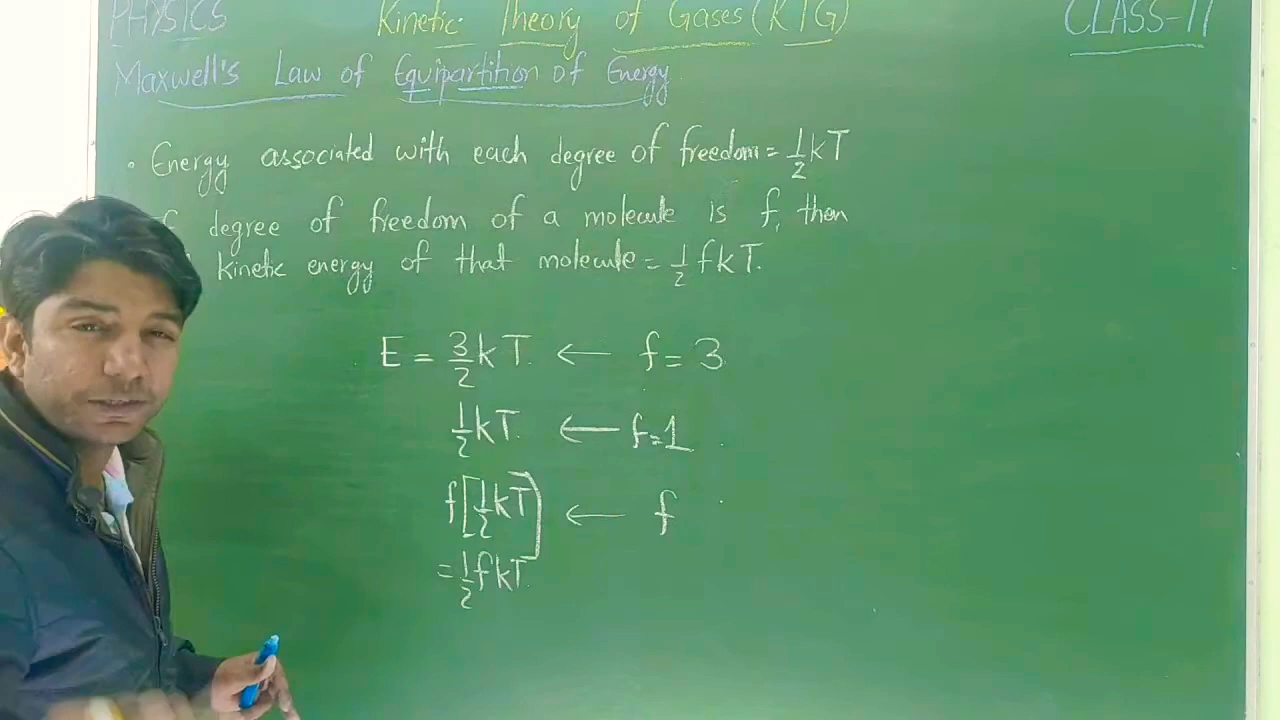 PHYSICS Kinetic Theory of Gases (KTG) CLASS-11
Maxwell's Law of Equipartition of Energy
• Energy associated with each degree of freedom = 1/2 kT
degree of freedom of a molecule is f, then
kinetic energy of that molecule = 1/2 fkT.
E = 3/2 kT. ← f = 3
1/2 kT. ← f=1
f[1/2 kT] ← f
= 1/2 fkT